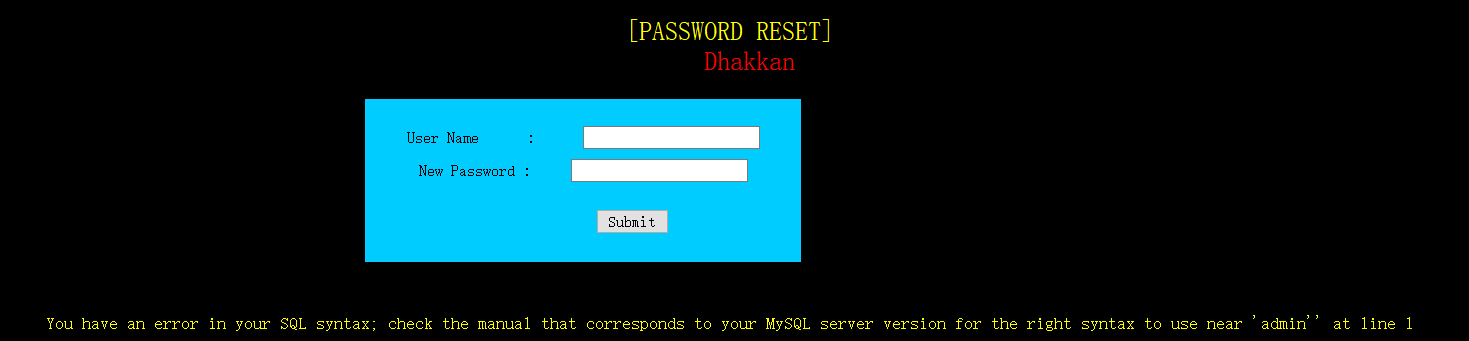 [PASSWORD RESET]
Dhakkan
User Name :
New Password :
Submit
You have an error in your SQL syntax; check the manual that corresponds to your MySQL server version for the right syntax to use near 'admin'' at line 1